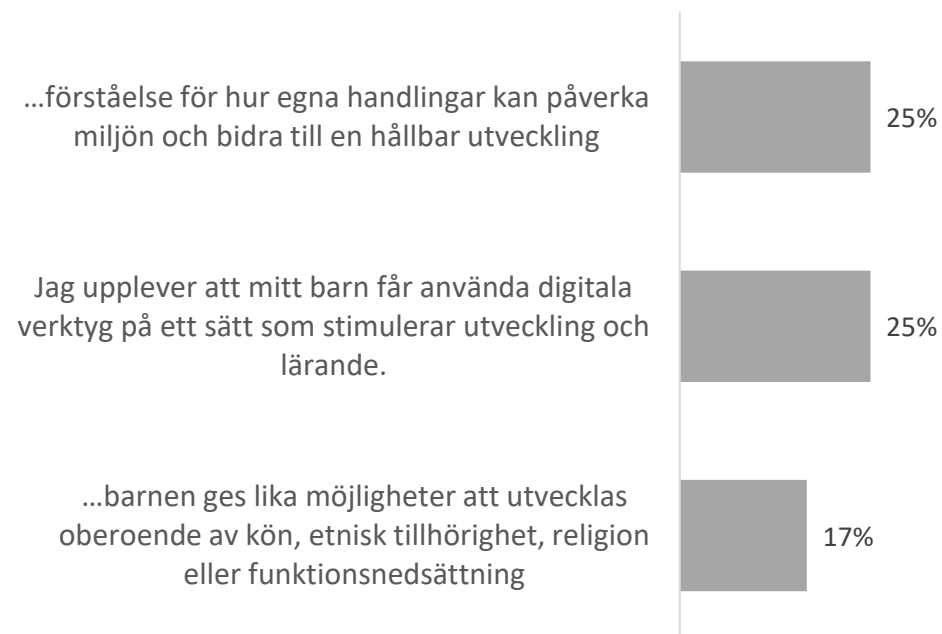 ...förståelse för hur egna handlingar kan påverka
miljön och bidra till en hållbar utveckling
25%
Jag upplever att mitt barn får använda digitala
verktyg på ett sätt som stimulerar utveckling och
lärande.
25%
...barnen ges lika möjligheter att utvecklas
oberoende av kön, etnisk tillhörighet, religion
eller funktionsnedsättning
17%